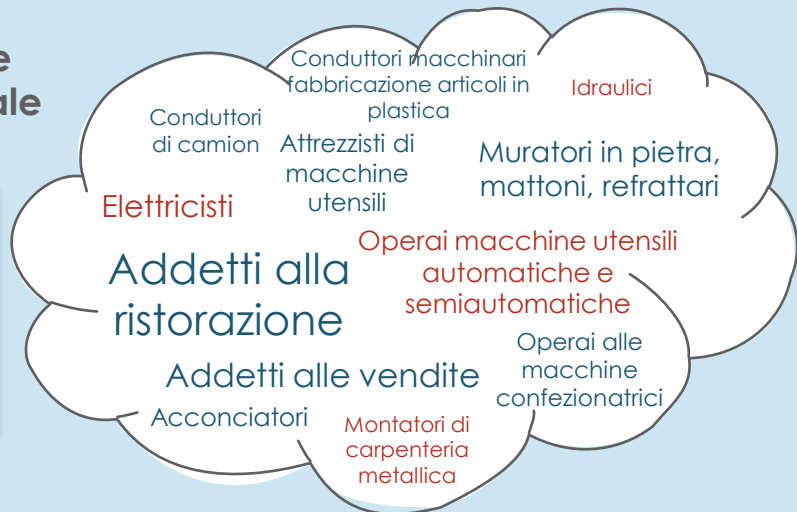 e
ale
Conduttori macchinari
fabbricazione articoli in
plastica
Idraulici
Conduttori
di camion
Attrezzisti di
macchine
utensili
Muratori in pietra,
mattoni, refrattari
Elettricisti
Operai macchine utensili
automatiche e
semiautomatiche
Addetti alla
ristorazione
Operai alle
macchine
confezionatrici
Addetti alle vendite
Acconciatori
Montatori di
carpenteria
metallica